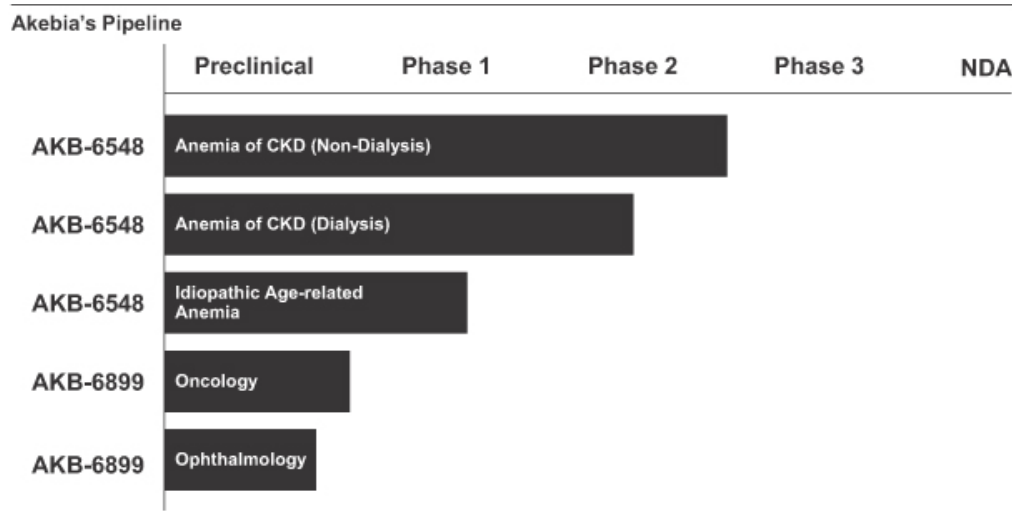 Akebia's Pipeline
Preclinical Phase 1 Phase 2 Phase 3 NDA
AKB-6548 Anemia of CKD (Non-Dialysis)
AKB-6548 Anemia of CKD (Dialysis)
AKB-6548 Idiopathic Age-related
Anemia
AKB-6899 Oncology
AKB-6899 Ophthalmology